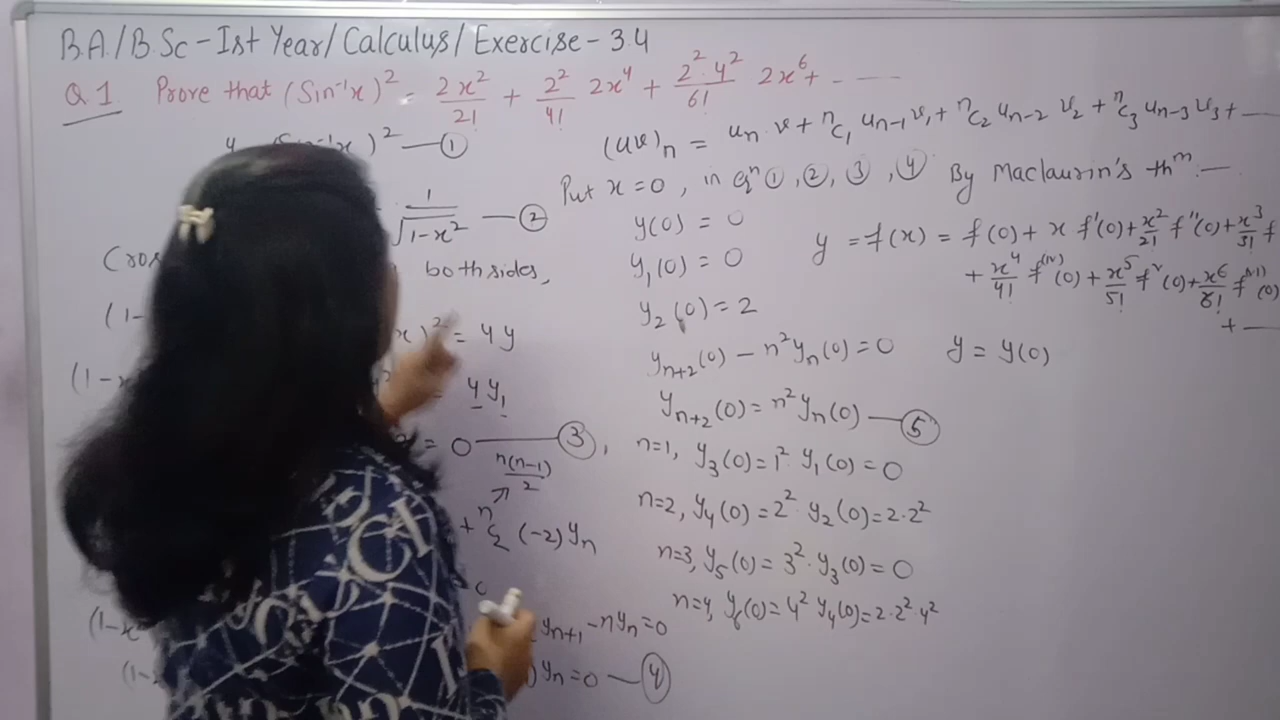 B.A./B.Sc - Ist Year/Calculus/Exercise - 3.4
Q.1 Prove that (Sin⁻¹x)² = 2x²/2! + 2²/4! 2x⁴ + 2²·4²/6! 2x⁶ + - - -
)² — ①
1/√1-x² — ②
both sides,
x)² = 4y
4y₁
= 0 — ③,
n(n-1)/2
+ ⁿC₂ (-2) yₙ
yₙ₊₁ - nyₙ = 0
yₙ = 0 — ④
(uv)ₙ = uₙ.v + ⁿC₁ uₙ₋₁v₁ + ⁿC₂ uₙ₋₂ v₂ + ⁿC₃ uₙ₋₃ v₃ + - -
Put x = 0, in eqⁿ ①, ②, ③, ④
y(0) = 0
y₁(0) = 0
y₂(0) = 2
yₙ₊₂(0) - n²yₙ(0) = 0
yₙ₊₂(0) = n²yₙ(0) — ⑤
n=1, y₃(0) = 1² y₁(0) = 0
n=2, y₄(0) = 2² y₂(0) = 2·2²
n=3, y₅(0) = 3²·y₃(0) = 0
n=4, y₆(0) = 4² y₄(0) = 2·2²·4²
By Maclaurin's thᵐ : —
y = f(x) = f(0) + x f'(0) + x²/2! f''(0) + x³/3! f
+ x⁴/4! f⁽ⁱᵛ⁾(0) + x⁵/5! fᵛ(0) + x⁶/6! f⁽ᵛⁱ⁾(0)
+ - -
y = y(0)